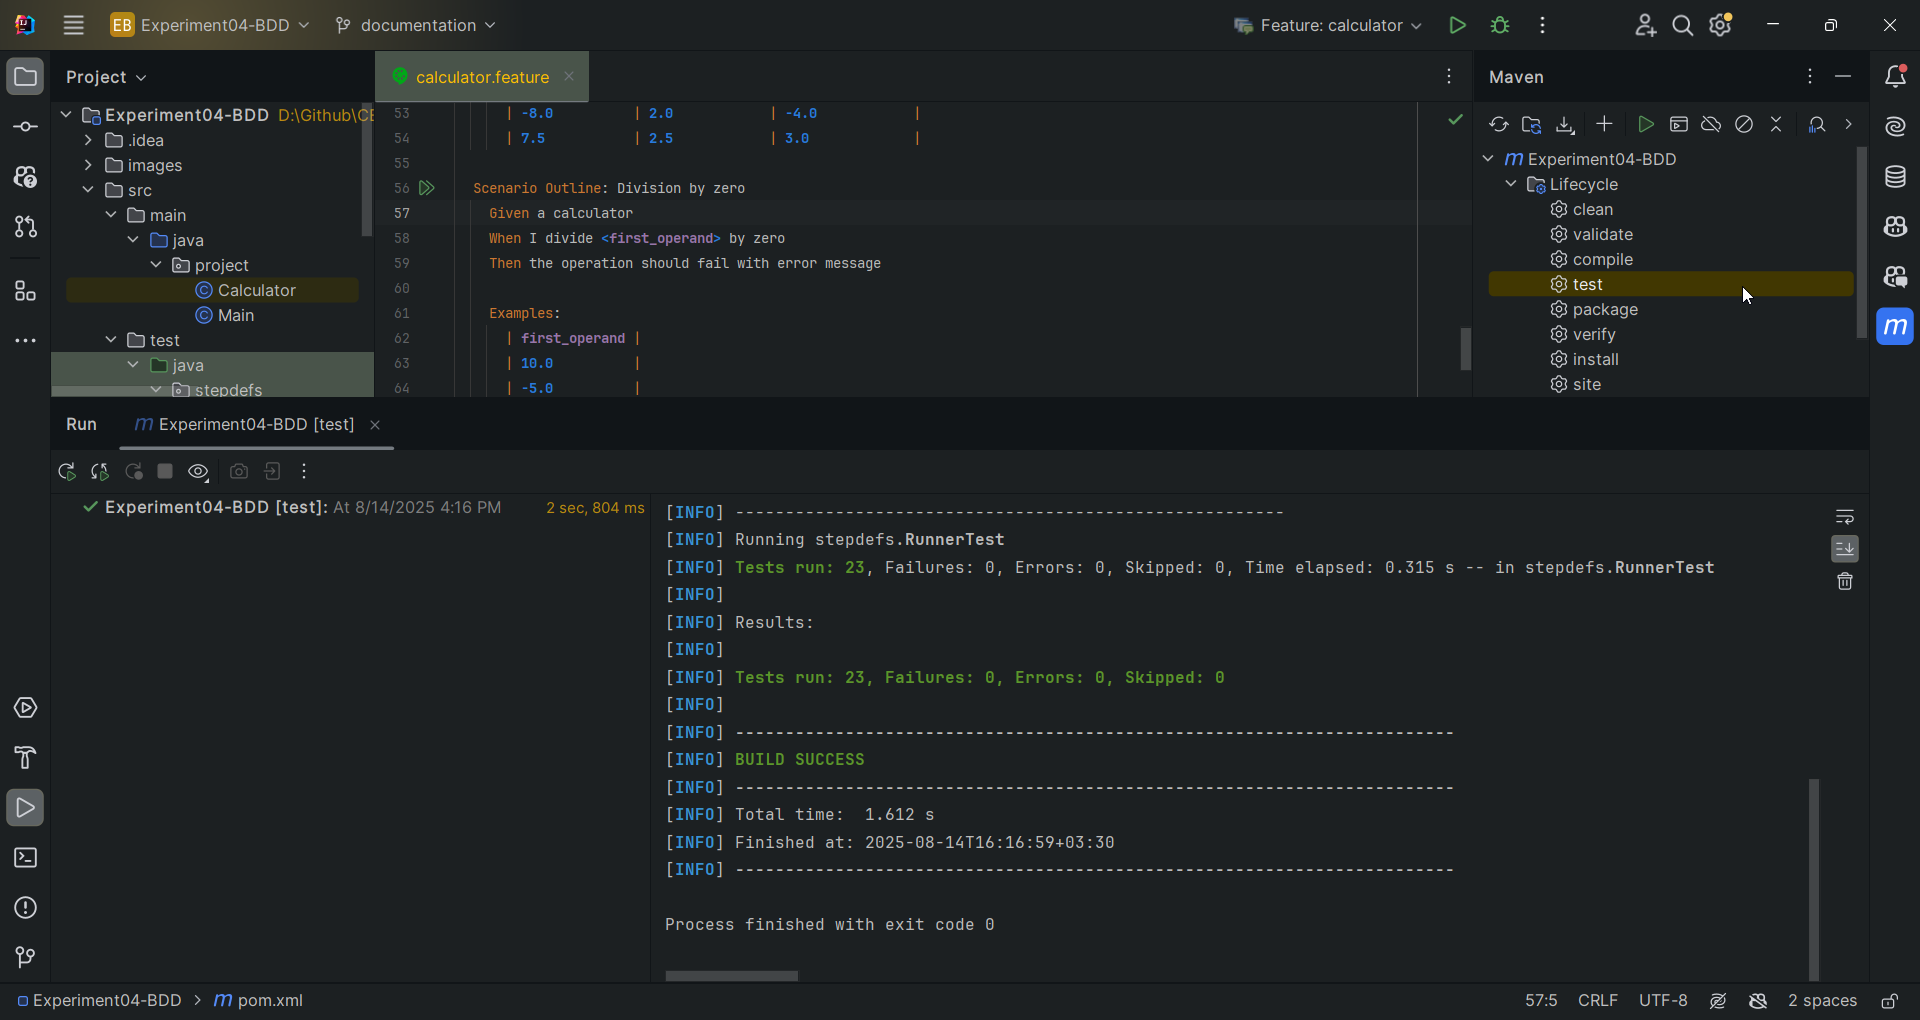 EB Experiment04-BDD documentation Feature: calculator
Project
calculator.feature
Maven
Experiment04-BDD D:\Github\CE
.idea
images
src
main
java
project
Calculator
Main
test
java
stepdefs
53 | -8.0 | 2.0 | -4.0 |
54 | 7.5 | 2.5 | 3.0 |
55
56 Scenario Outline: Division by zero
57 Given a calculator
58 When I divide <first_operand> by zero
59 Then the operation should fail with error message
60
61 Examples:
62 | first_operand |
63 | 10.0 |
64 | -5.0 |
m Experiment04-BDD
Lifecycle
clean
validate
compile
test
package
verify
install
site
m
Run m Experiment04-BDD [test]
Experiment04-BDD [test]: At 8/14/2025 4:16 PM 2 sec, 804 ms
[INFO] -------------------------------------------------------
[INFO] Running stepdefs.RunnerTest
[INFO] Tests run: 23, Failures: 0, Errors: 0, Skipped: 0, Time elapsed: 0.315 s -- in stepdefs.RunnerTest
[INFO]
[INFO] Results:
[INFO]
[INFO] Tests run: 23, Failures: 0, Errors: 0, Skipped: 0
[INFO]
[INFO] ------------------------------------------------------------------------
[INFO] BUILD SUCCESS
[INFO] ------------------------------------------------------------------------
[INFO] Total time:  1.612 s
[INFO] Finished at: 2025-08-14T16:16:59+03:30
[INFO] ------------------------------------------------------------------------
Process finished with exit code 0
Experiment04-BDD > m pom.xml
57:5 CRLF UTF-8 2 spaces